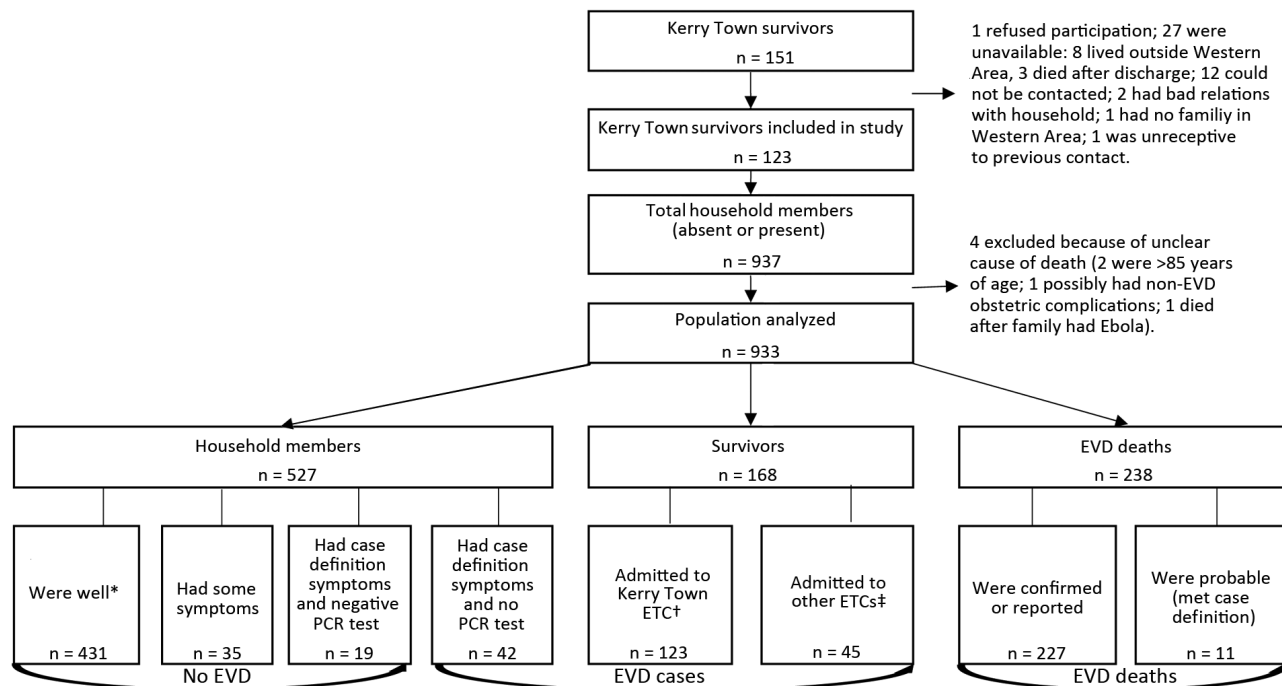 Kerry Town survivors
n = 151
1 refused participation; 27 were
unavailable: 8 lived outside Western
Area, 3 died after discharge; 12 could
not be contacted; 2 had bad relations
with household; 1 had no familiy in
Western Area; 1 was unreceptive
to previous contact.
Kerry Town survivors included in study
n = 123
Total household members
(absent or present)
n = 937
4 excluded because of unclear
cause of death (2 were >85 years
of age; 1 possibly had non-EVD
obstetric complications; 1 died
after family had Ebola).
Population analyzed
n = 933
Household members
n = 527
Survivors
n = 168
EVD deaths
n = 238
Were well*
n = 431
Had some
symptoms
n = 35
Had case
definition
symptoms
and negative
PCR test
n = 19
Had case
definition
symptoms
and no
PCR test
n = 42
Admitted to
Kerry Town
ETC†
n = 123
Admitted to
other ETCs‡
n = 45
Were confirmed
or reported
n = 227
Were probable
(met case
definition)
n = 11
No EVD
EVD cases
EVD deaths